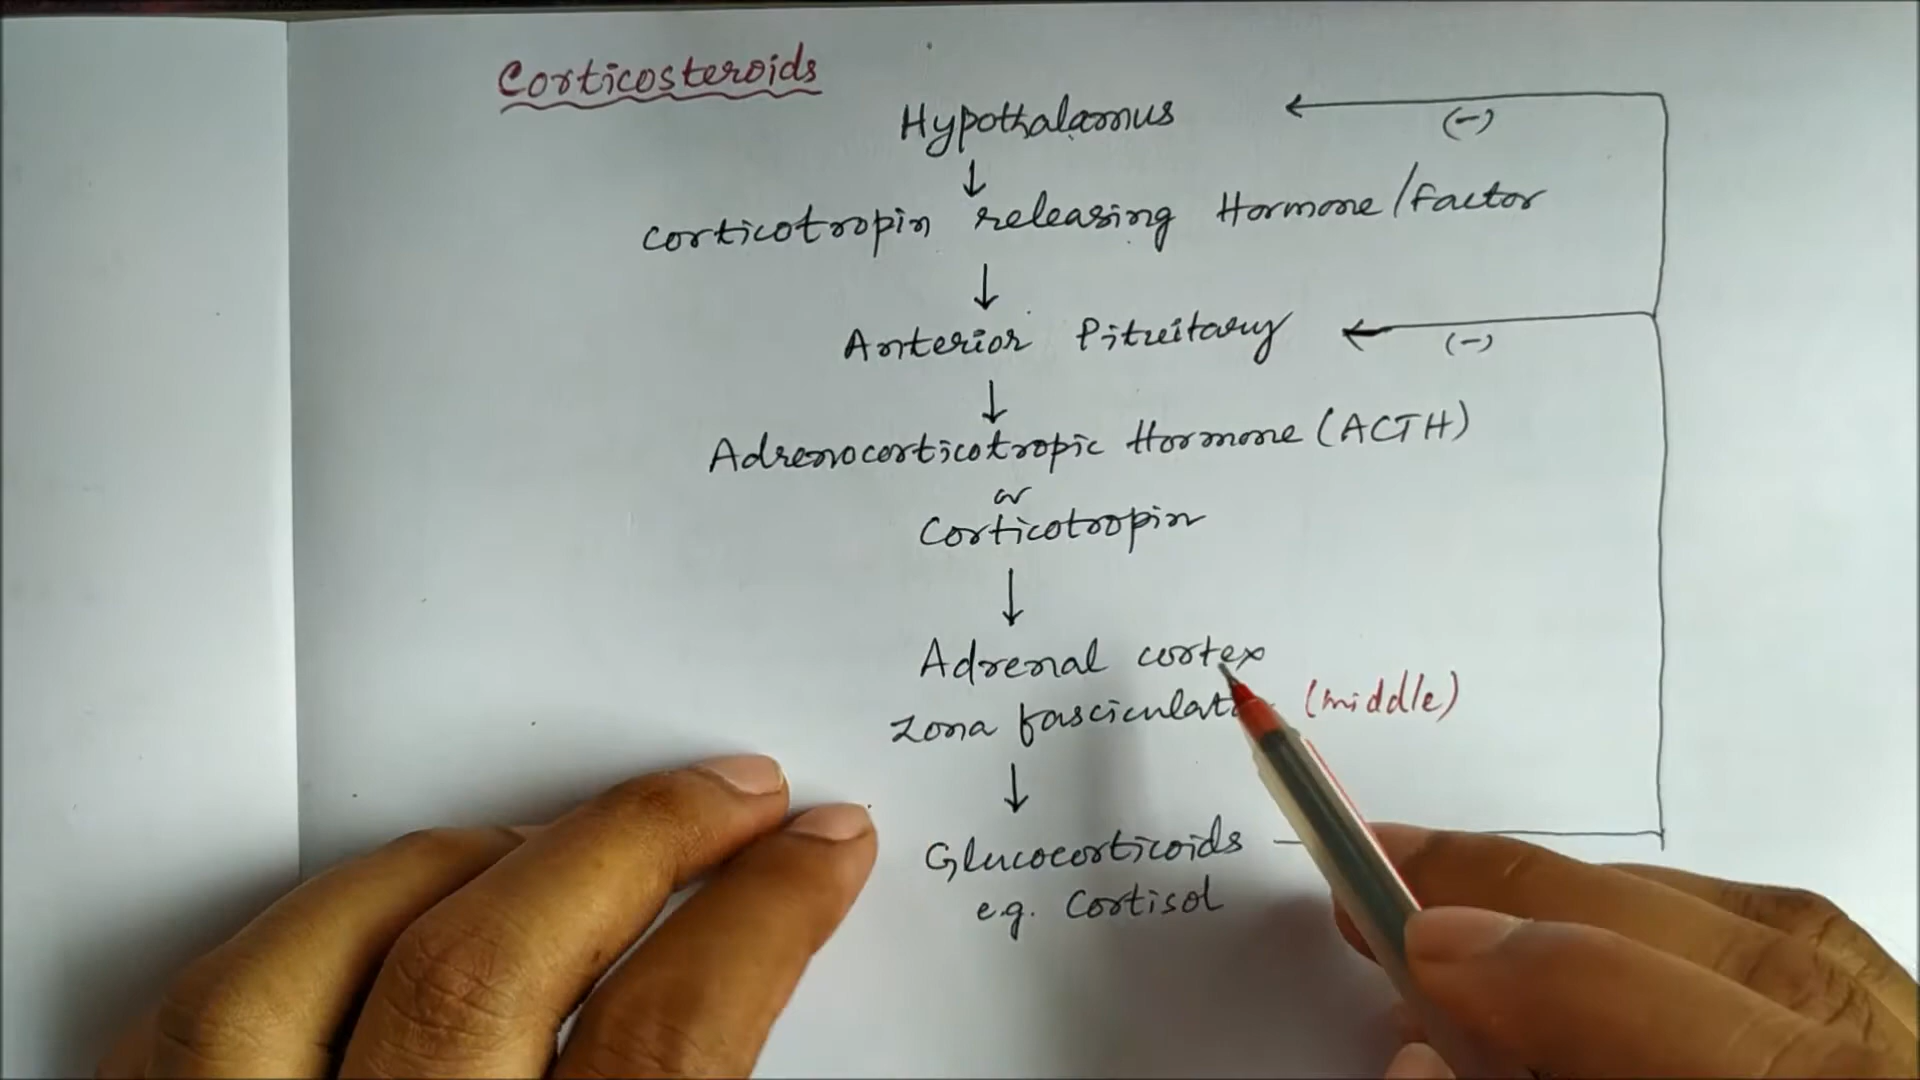 Corticosteroids
Hypothalamus
(-)
Corticotropin releasing Hormone/factor
Anterior Pituitary
(-)
Adrenocorticotropic Hormone (ACTH)
or
Corticotropin
Adrenal cortex
Zona fasciculata (middle)
Glucocorticoids
e.g. Cortisol